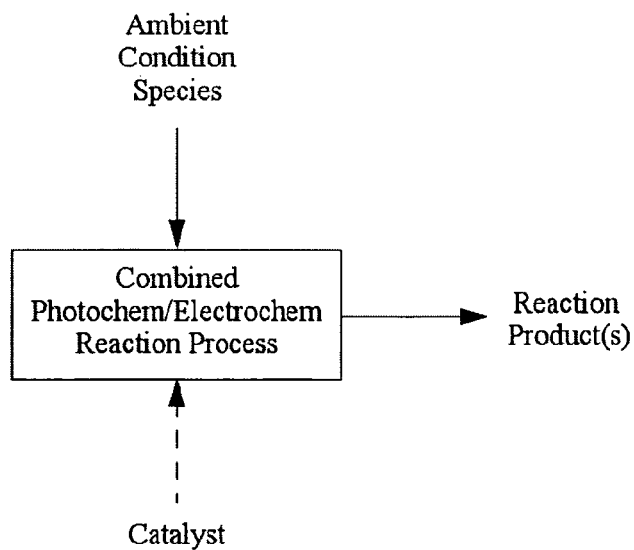 Ambient
Condition
Species
Combined
Photochem/Electrochem
Reaction Process
Reaction
Product(s)
Catalyst